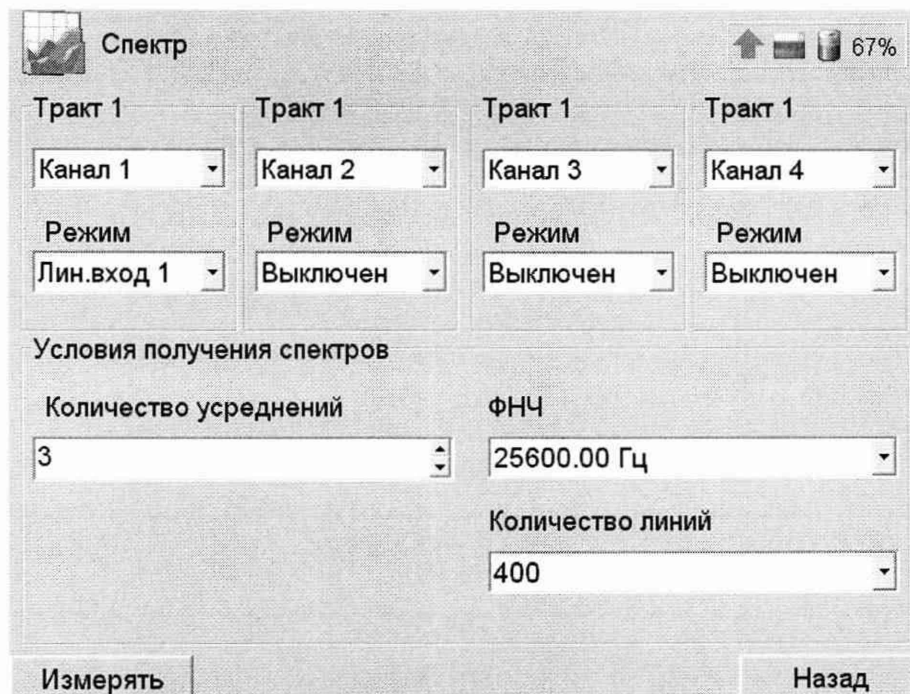 Спектр
67%
Тракт 1
Тракт 1
Тракт 1
Тракт 1
Канал 1
Канал 2
Канал 3
Канал 4
Режим
Режим
Режим
Режим
Лин.вход 1
Выключен
Выключен
Выключен
Условия получения спектров
Количество усреднений
ФНЧ
3
25600.00 Гц
Количество линий
400
Измерять
Назад